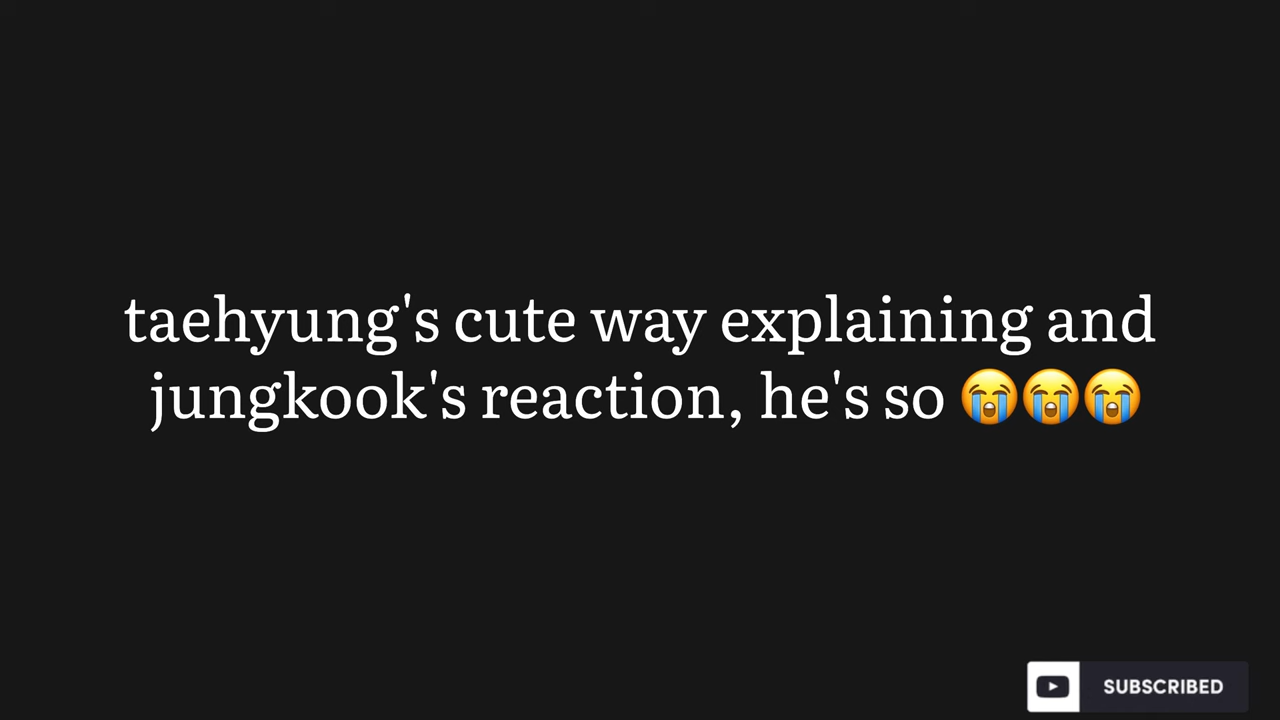 taehyung's cute way explaining and
jungkook's reaction, he's so 😭😭😭
SUBSCRIBED